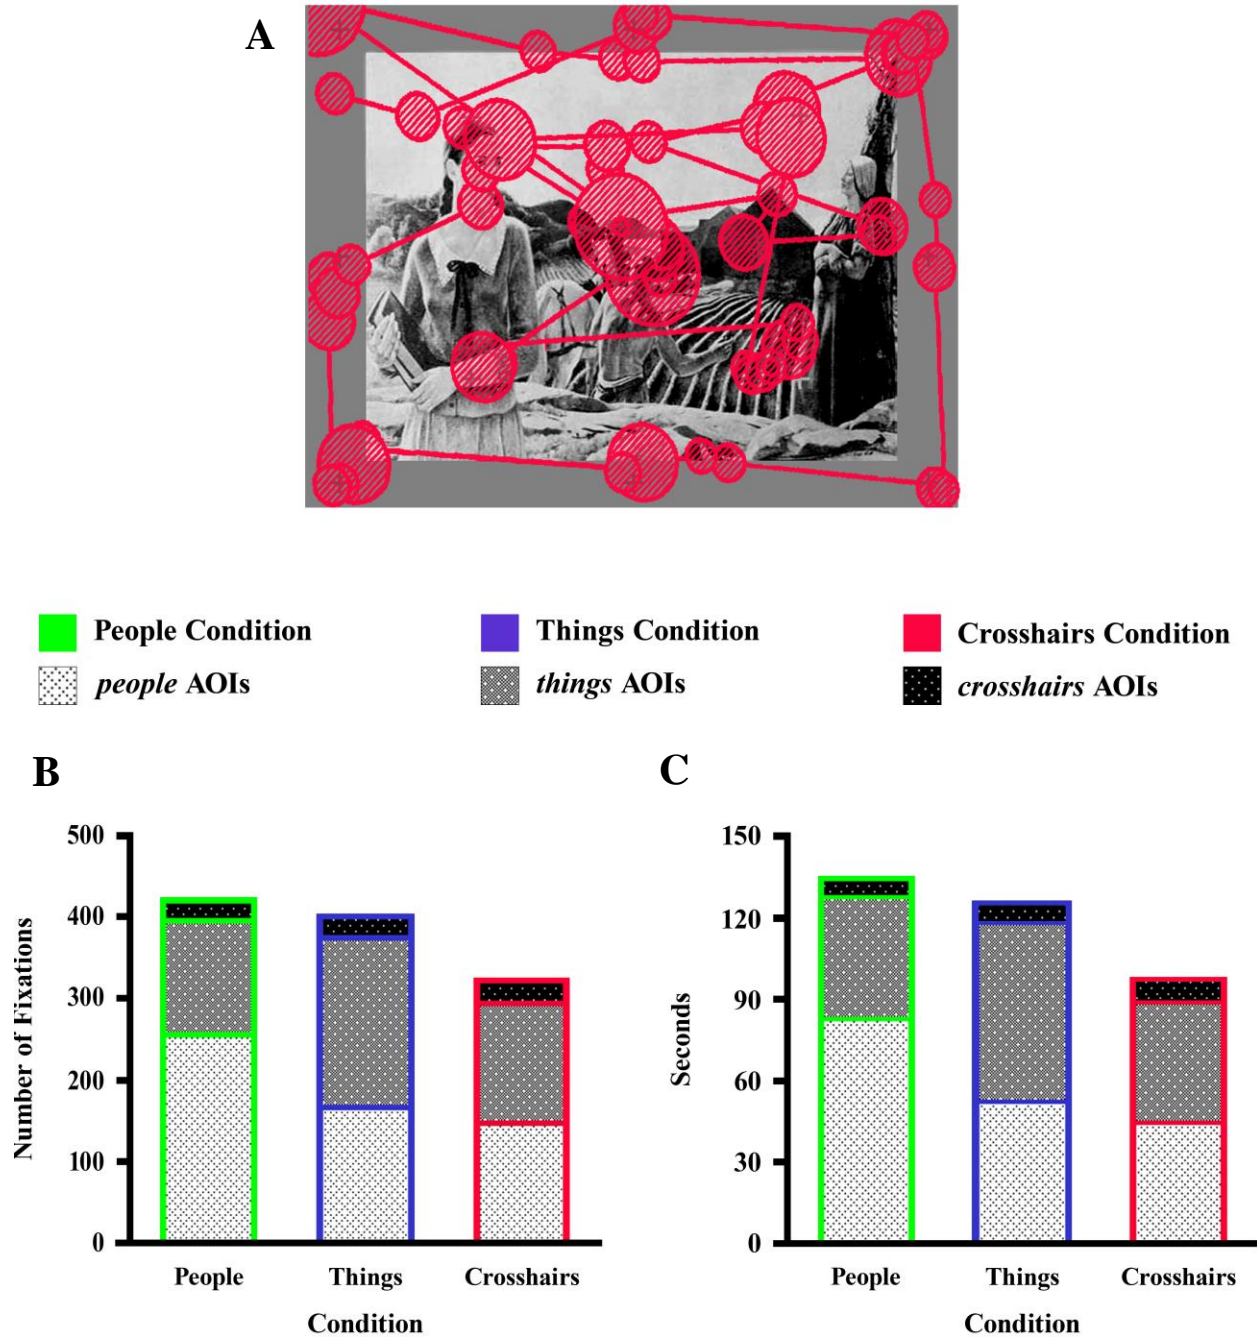 A
People Condition
Things Condition
Crosshairs Condition
people AOIs
things AOIs
crosshairs AOIs
B
500
400
300
200
100
0
Number of Fixations
People
Things
Crosshairs
Condition
C
150
120
90
60
30
0
Seconds
People
Things
Crosshairs
Condition